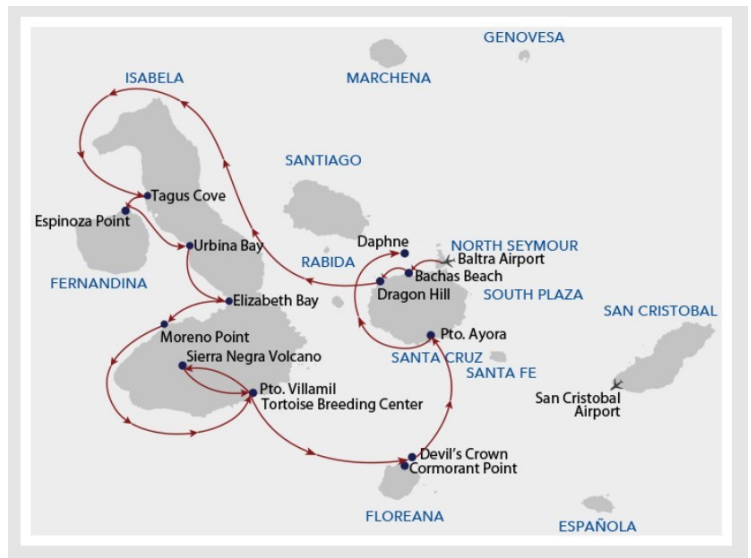 GENOVESA
MARCHENA
ISABELA
SANTIAGO
Tagus Cove
Espinoza Point
Urbina Bay
Daphne
NORTH SEYMOUR
Baltra Airport
RABIDA
Bachas Beach
FERNANDINA
Dragon Hill
SOUTH PLAZA
Elizabeth Bay
SAN CRISTOBAL
Moreno Point
Pto. Ayora
Sierra Negra Volcano
SANTA CRUZ
SANTA FE
Pto. Villamil
Tortoise Breeding Center
San Cristobal
Airport
Devil's Crown
Cormorant Point
FLOREANA
ESPAÑOLA